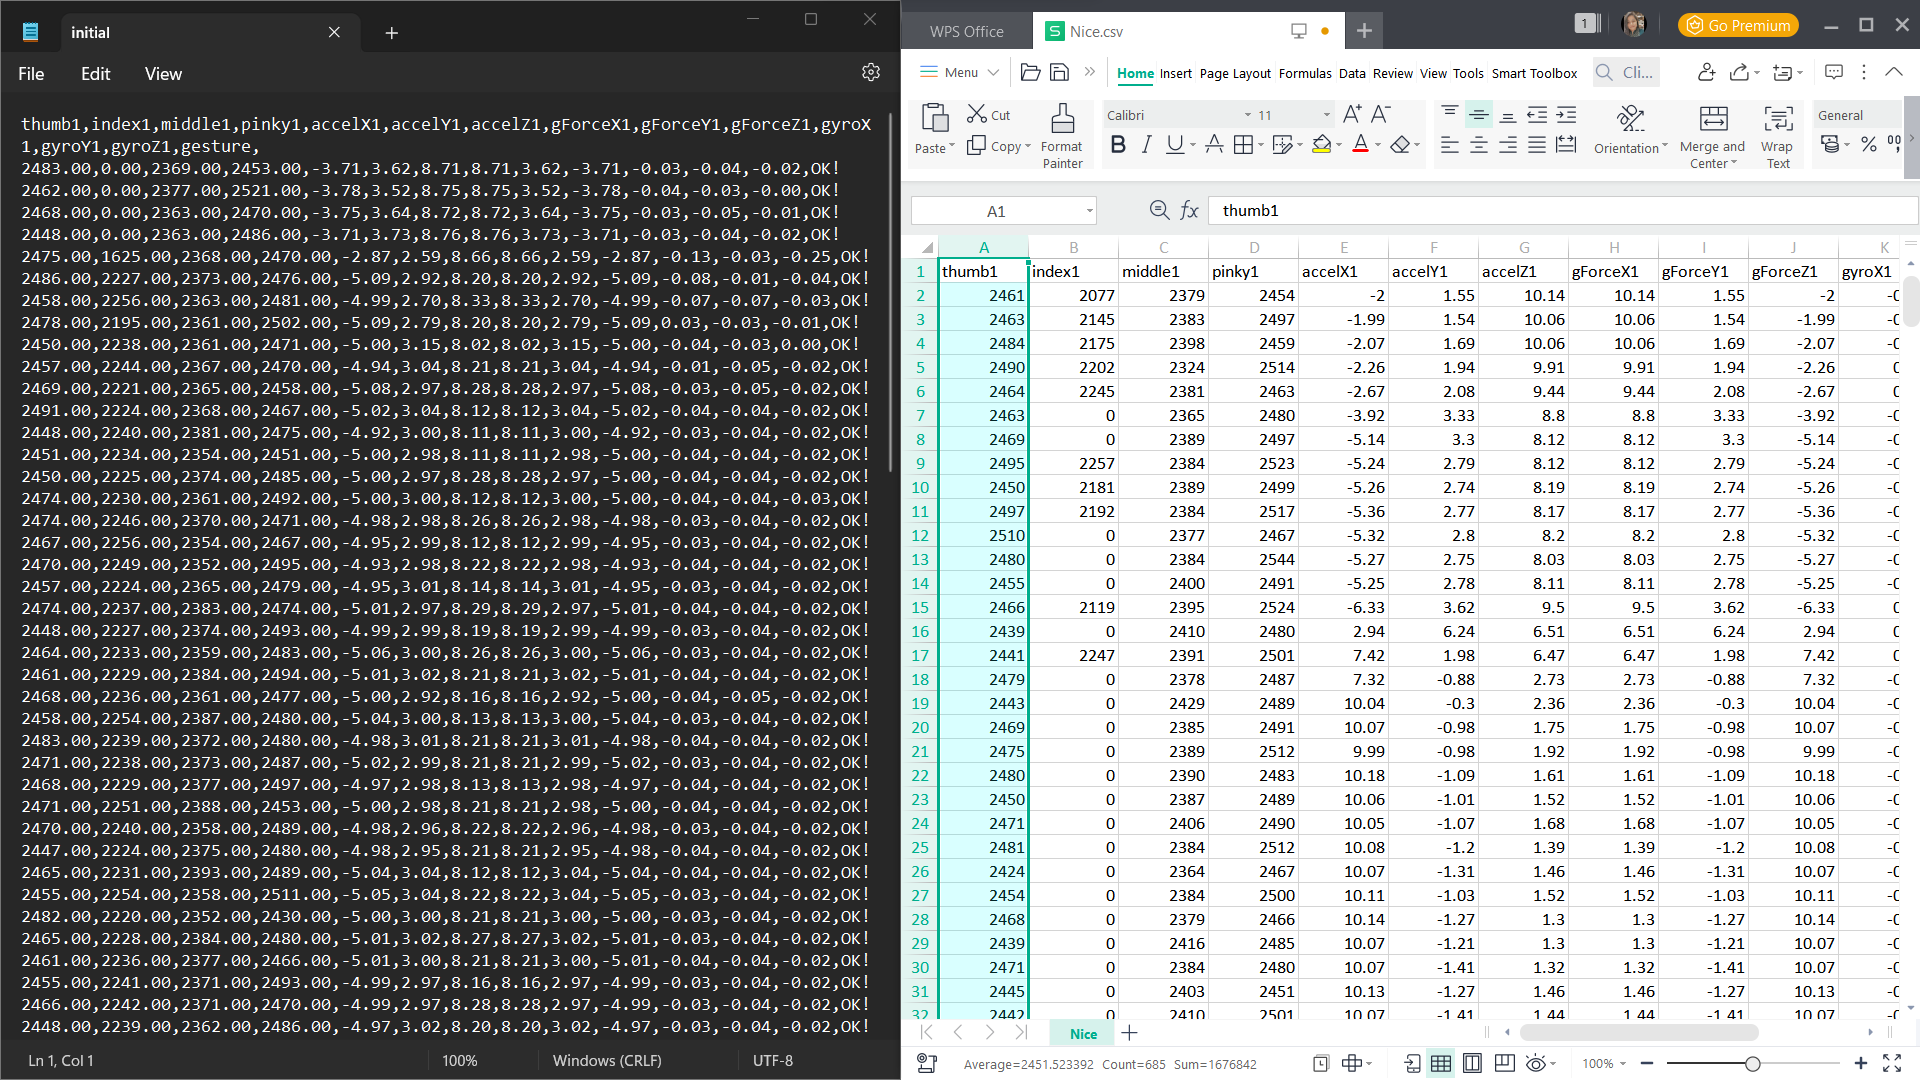 initial
File Edit View
thumb1,index1,middle1,pinky1,accelX1,accelY1,accelZ1,gForceX1,gForceY1,gForceZ1,gyroX
1,gyroY1,gyroZ1,gesture,
2483.00,0.00,2369.00,2453.00,-3.71,3.62,8.71,8.71,3.62,-3.71,-0.03,-0.04,-0.02,OK!
2462.00,0.00,2377.00,2521.00,-3.78,3.52,8.75,8.75,3.52,-3.78,-0.04,-0.03,-0.00,OK!
2468.00,0.00,2363.00,2470.00,-3.75,3.64,8.72,8.72,3.64,-3.75,-0.03,-0.05,-0.01,OK!
2448.00,0.00,2363.00,2486.00,-3.71,3.73,8.76,8.76,3.73,-3.71,-0.03,-0.04,-0.02,OK!
2475.00,1625.00,2368.00,2470.00,-2.87,2.59,8.66,8.66,2.59,-2.87,-0.13,-0.03,-0.25,OK!
2486.00,2227.00,2373.00,2476.00,-5.09,2.92,8.20,8.20,2.92,-5.09,-0.08,-0.01,-0.04,OK!
2458.00,2256.00,2363.00,2481.00,-4.99,2.70,8.33,8.33,2.70,-4.99,-0.07,-0.07,-0.03,OK!
2478.00,2195.00,2361.00,2502.00,-5.09,2.79,8.20,8.20,2.79,-5.09,0.03,-0.03,-0.01,OK!
2450.00,2238.00,2361.00,2471.00,-5.00,3.15,8.02,8.02,3.15,-5.00,-0.04,-0.03,0.00,OK!
2457.00,2244.00,2367.00,2470.00,-4.94,3.04,8.21,8.21,3.04,-4.94,-0.01,-0.05,-0.02,OK!
2469.00,2221.00,2365.00,2458.00,-5.08,2.97,8.28,8.28,2.97,-5.08,-0.03,-0.05,-0.02,OK!
2491.00,2224.00,2368.00,2467.00,-5.02,3.04,8.12,8.12,3.04,-5.02,-0.04,-0.04,-0.02,OK!
2448.00,2240.00,2381.00,2475.00,-4.92,3.00,8.11,8.11,3.00,-4.92,-0.03,-0.04,-0.02,OK!
2451.00,2234.00,2354.00,2451.00,-5.00,2.98,8.11,8.11,2.98,-5.00,-0.04,-0.04,-0.02,OK!
2450.00,2225.00,2374.00,2485.00,-5.00,2.97,8.28,8.28,2.97,-5.00,-0.04,-0.04,-0.02,OK!
2474.00,2230.00,2361.00,2492.00,-5.00,3.00,8.12,8.12,3.00,-5.00,-0.04,-0.04,-0.03,OK!
2474.00,2246.00,2370.00,2471.00,-4.98,2.98,8.26,8.26,2.98,-4.98,-0.03,-0.04,-0.02,OK!
2467.00,2256.00,2354.00,2467.00,-4.95,2.99,8.12,8.12,2.99,-4.95,-0.03,-0.04,-0.02,OK!
2470.00,2249.00,2352.00,2495.00,-4.93,2.98,8.22,8.22,2.98,-4.93,-0.04,-0.04,-0.02,OK!
2457.00,2224.00,2365.00,2479.00,-4.95,3.01,8.14,8.14,3.01,-4.95,-0.03,-0.04,-0.02,OK!
2474.00,2237.00,2383.00,2474.00,-5.01,2.97,8.29,8.29,2.97,-5.01,-0.04,-0.04,-0.02,OK!
2448.00,2227.00,2374.00,2493.00,-4.99,2.99,8.19,8.19,2.99,-4.99,-0.03,-0.04,-0.02,OK!
2464.00,2233.00,2359.00,2483.00,-5.06,3.00,8.26,8.26,3.00,-5.06,-0.03,-0.04,-0.02,OK!
2461.00,2229.00,2384.00,2494.00,-5.01,3.02,8.21,8.21,3.02,-5.01,-0.04,-0.04,-0.02,OK!
2468.00,2236.00,2361.00,2477.00,-5.00,2.92,8.16,8.16,2.92,-5.00,-0.04,-0.05,-0.02,OK!
2458.00,2254.00,2387.00,2480.00,-5.04,3.00,8.13,8.13,3.00,-5.04,-0.03,-0.04,-0.02,OK!
2483.00,2239.00,2372.00,2480.00,-4.98,3.01,8.21,8.21,3.01,-4.98,-0.04,-0.04,-0.02,OK!
2471.00,2238.00,2373.00,2487.00,-5.02,2.99,8.21,8.21,2.99,-5.02,-0.03,-0.04,-0.02,OK!
2468.00,2229.00,2377.00,2497.00,-4.97,2.98,8.13,8.13,2.98,-4.97,-0.04,-0.04,-0.02,OK!
2471.00,2251.00,2388.00,2453.00,-5.00,2.98,8.21,8.21,2.98,-5.00,-0.04,-0.04,-0.02,OK!
2470.00,2240.00,2358.00,2489.00,-4.98,2.96,8.22,8.22,2.96,-4.98,-0.03,-0.04,-0.02,OK!
2447.00,2224.00,2375.00,2480.00,-4.98,2.95,8.21,8.21,2.95,-4.98,-0.04,-0.04,-0.02,OK!
2465.00,2231.00,2393.00,2489.00,-5.04,3.04,8.12,8.12,3.04,-5.04,-0.04,-0.04,-0.02,OK!
2455.00,2254.00,2358.00,2511.00,-5.05,3.04,8.22,8.22,3.04,-5.05,-0.03,-0.04,-0.02,OK!
2482.00,2220.00,2352.00,2430.00,-5.00,3.00,8.21,8.21,3.00,-5.00,-0.03,-0.04,-0.02,OK!
2465.00,2228.00,2384.00,2480.00,-5.01,3.02,8.27,8.27,3.02,-5.01,-0.03,-0.04,-0.02,OK!
2461.00,2236.00,2377.00,2466.00,-5.01,3.00,8.21,8.21,3.00,-5.01,-0.04,-0.04,-0.02,OK!
2455.00,2241.00,2371.00,2493.00,-4.99,2.97,8.16,8.16,2.97,-4.99,-0.03,-0.04,-0.02,OK!
2466.00,2242.00,2371.00,2470.00,-4.99,2.97,8.28,8.28,2.97,-4.99,-0.03,-0.04,-0.02,OK!
2448.00,2239.00,2362.00,2486.00,-4.97,3.02,8.20,8.20,3.02,-4.97,-0.03,-0.04,-0.02,OK!
Ln 1, Col 1 100% Windows (CRLF) UTF-8
WPS Office Nice.csv 1 Go Premium
Menu Home Insert Page Layout Formulas Data Review View Tools Smart Toolbox Cli...
Paste Cut Copy Format Painter Calibri 11 Orientation Merge and Center Wrap Text General
A1 fx thumb1
A B C D E F G H I J K
1 thumb1 index1 middle1 pinky1 accelX1 accelY1 accelZ1 gForceX1 gForceY1 gForceZ1 gyroX1
2 2461 2077 2379 2454 -2 1.55 10.14 10.14 1.55 -2
3 2463 2145 2383 2497 -1.99 1.54 10.06 10.06 1.54 -1.99
4 2484 2175 2398 2459 -2.07 1.69 10.06 10.06 1.69 -2.07
5 2490 2202 2324 2514 -2.26 1.94 9.91 9.91 1.94 -2.26
6 2464 2245 2381 2463 -2.67 2.08 9.44 9.44 2.08 -2.67
7 2463 0 2365 2480 -3.92 3.33 8.8 8.8 3.33 -3.92
8 2469 0 2389 2497 -5.14 3.3 8.12 8.12 3.3 -5.14
9 2495 2257 2384 2523 -5.24 2.79 8.12 8.12 2.79 -5.24
10 2450 2181 2389 2499 -5.26 2.74 8.19 8.19 2.74 -5.26
11 2497 2192 2384 2517 -5.36 2.77 8.17 8.17 2.77 -5.36
12 2510 0 2377 2467 -5.32 2.8 8.2 8.2 2.8 -5.32
13 2480 0 2384 2544 -5.27 2.75 8.03 8.03 2.75 -5.27
14 2455 0 2400 2491 -5.25 2.78 8.11 8.11 2.78 -5.25
15 2466 2119 2395 2524 -6.33 3.62 9.5 9.5 3.62 -6.33
16 2439 0 2410 2480 2.94 6.24 6.51 6.51 6.24 2.94
17 2441 2247 2391 2501 7.42 1.98 6.47 6.47 1.98 7.42
18 2479 0 2378 2487 7.32 -0.88 2.73 2.73 -0.88 7.32
19 2443 0 2429 2489 10.04 -0.3 2.36 2.36 -0.3 10.04
20 2469 0 2385 2491 10.07 -0.98 1.75 1.75 -0.98 10.07
21 2475 0 2389 2512 9.99 -0.98 1.92 1.92 -0.98 9.99
22 2480 0 2390 2483 10.18 -1.09 1.61 1.61 -1.09 10.18
23 2450 0 2387 2489 10.06 -1.01 1.52 1.52 -1.01 10.06
24 2471 0 2406 2490 10.05 -1.07 1.68 1.68 -1.07 10.05
25 2481 0 2384 2512 10.08 -1.2 1.39 1.39 -1.2 10.08
26 2424 0 2364 2467 10.07 -1.31 1.46 1.46 -1.31 10.07
27 2454 0 2384 2500 10.11 -1.03 1.52 1.52 -1.03 10.11
28 2468 0 2379 2466 10.14 -1.27 1.3 1.3 -1.27 10.14
29 2439 0 2416 2485 10.07 -1.21 1.3 1.3 -1.21 10.07
30 2471 0 2384 2480 10.07 -1.41 1.32 1.32 -1.41 10.07
31 2445 0 2403 2451 10.13 -1.27 1.46 1.46 -1.27 10.13
32 2442 0 2410 2501 10.07 -1.41 1.44 1.44 -1.41 10.07
Nice
Average=2451.523392 Count=685 Sum=1676842 100%